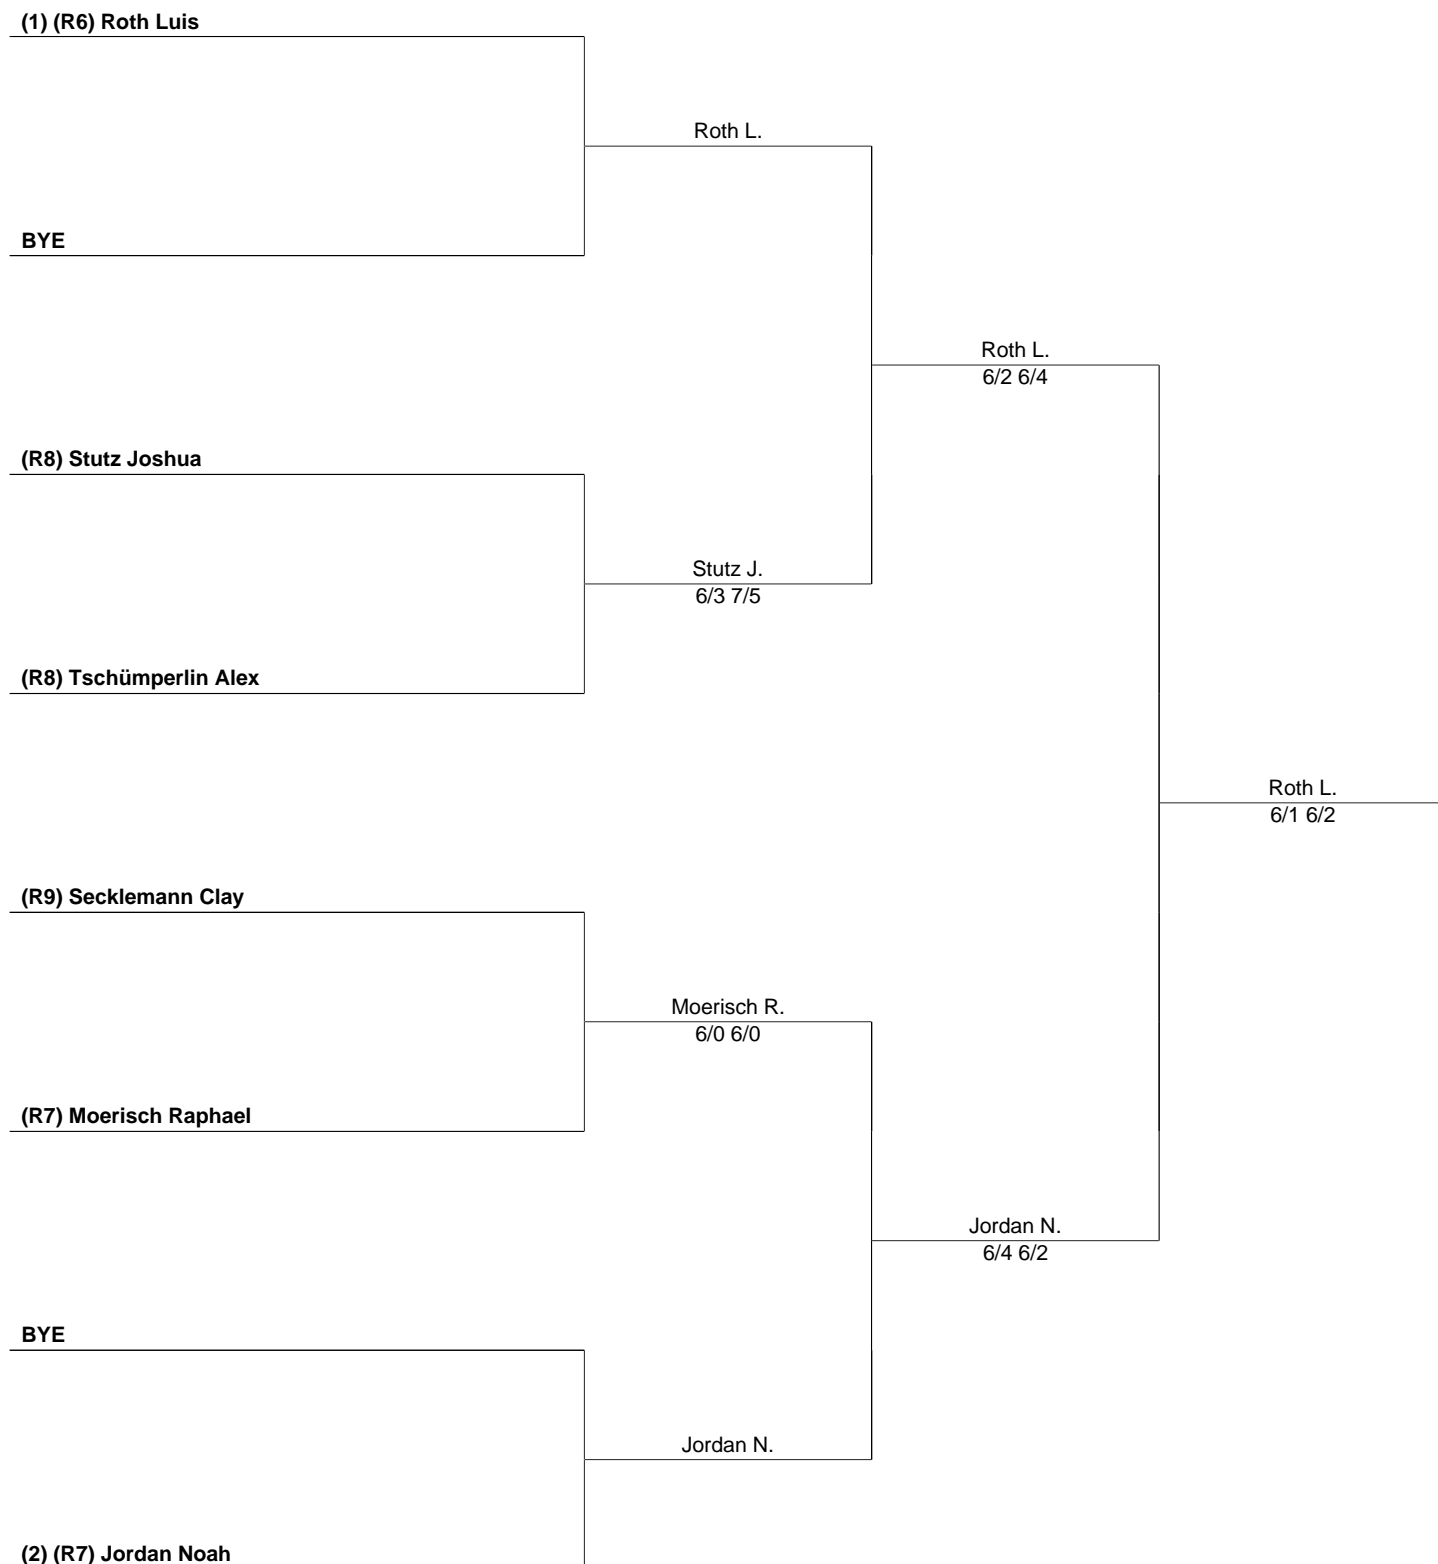 (1) (R6) Roth Luis
Roth L.
BYE
Roth L.
6/2 6/4
(R8) Stutz Joshua
Stutz J.
6/3 7/5
(R8) Tschümperlin Alex
Roth L.
6/1 6/2
(R9) Secklemann Clay
Moerisch R.
6/0 6/0
(R7) Moerisch Raphael
Jordan N.
6/4 6/2
BYE
Jordan N.
(2) (R7) Jordan Noah